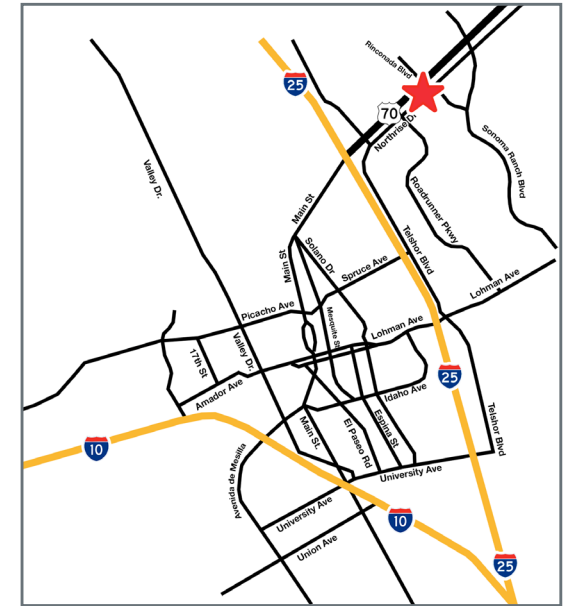 Rinconada Blvd
25
70
Northrise D
Sonoma Ranch Blvd
Valley Dr.
Roadrunner Pkwy
Main St
Solano Dr
Telshor Blvd
Main St
Spruce Ave
Lohman Ave
Picacho Ave
Mesquite St
Lohman Ave
Valley Dr.
17th St
25
Amador Ave
Idaho Ave
Main St.
El Paseo Rd
Espina St
Telshor Blvd
10
Avenida de Mesilla
University Ave
University Ave
10
Union Ave
25